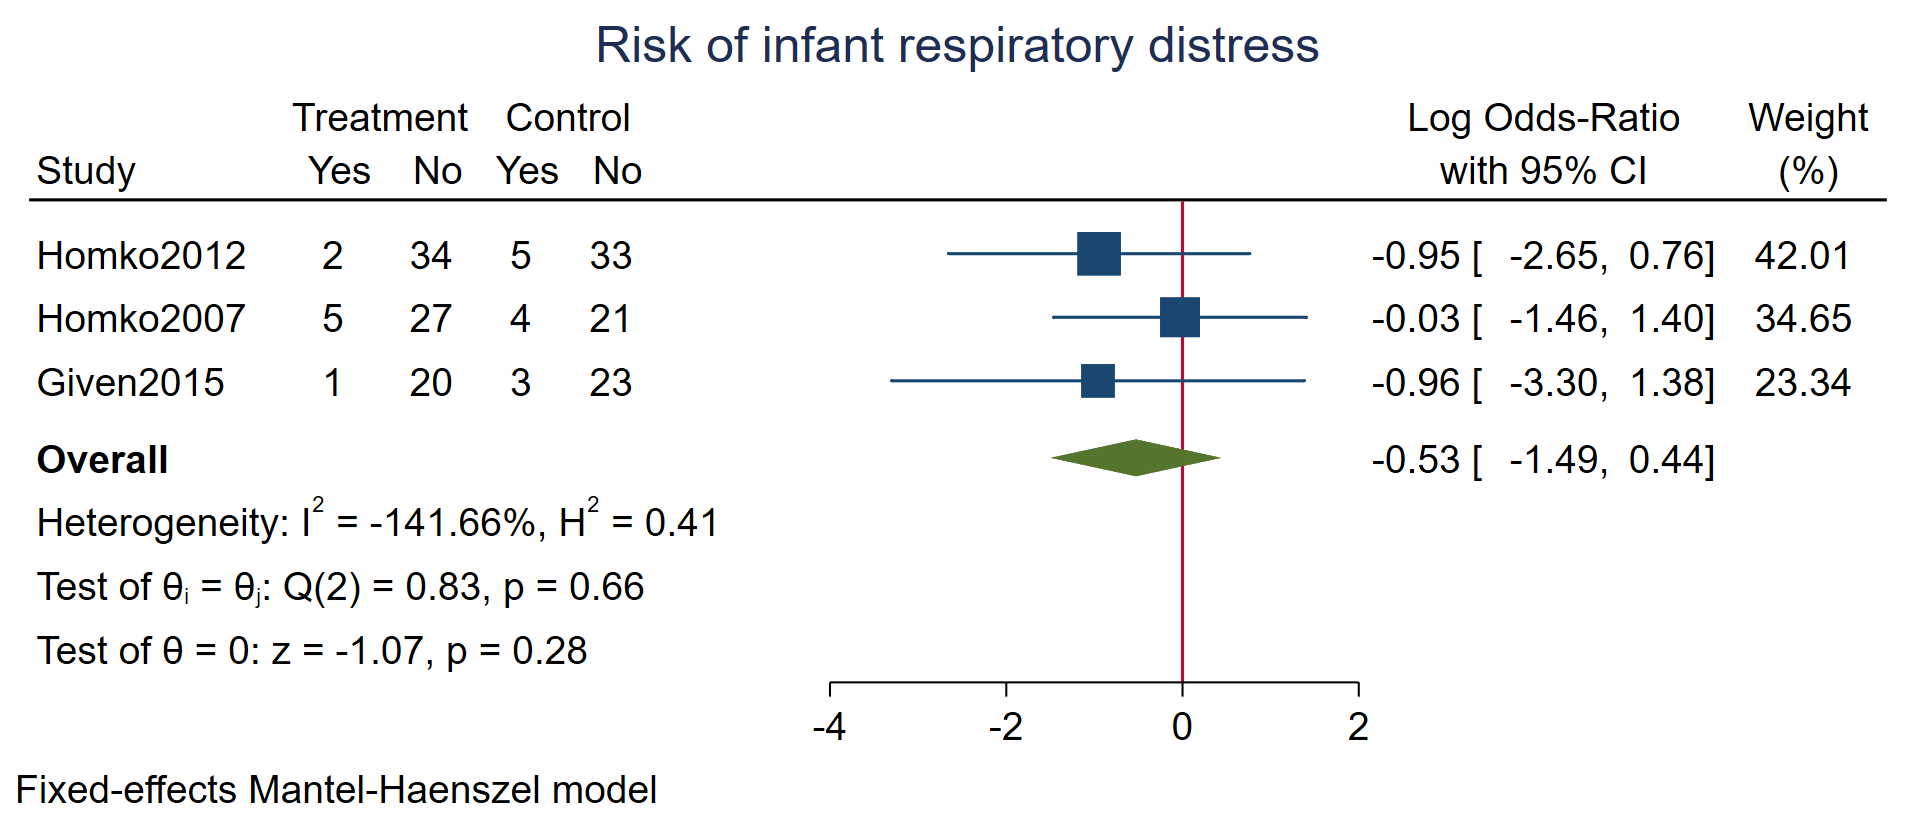 Risk of infant respiratory distress
Treatment Control Log Odds-Ratio Weight
Study Yes No Yes No with 95% CI (%)
Homko2012 2 34 5 33 -0.95 [ -2.65, 0.76] 42.01
Homko2007 5 27 4 21 -0.03 [ -1.46, 1.40] 34.65
Given2015 1 20 3 23 -0.96 [ -3.30, 1.38] 23.34
Overall -0.53 [ -1.49, 0.44]
Heterogeneity: I² = -141.66%, H² = 0.41
Test of θᵢ = θⱼ: Q(2) = 0.83, p = 0.66
Test of θ = 0: z = -1.07, p = 0.28
-4 -2 0 2
Fixed-effects Mantel-Haenszel model